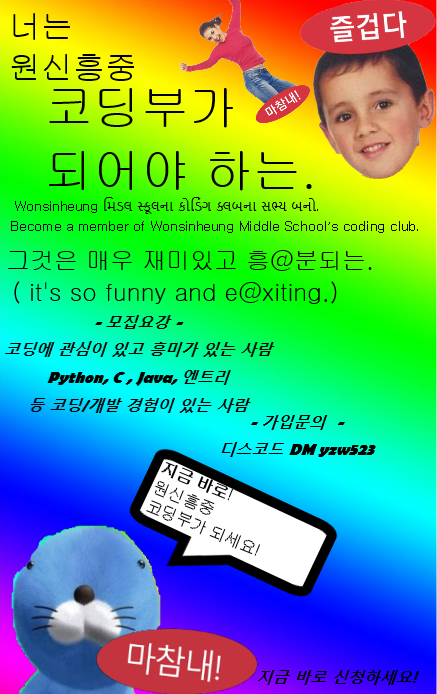 너는
원신흥중
코딩부가
되어야 하는.
즐겁다
마참내!
Wonsinheung મિડલ સ્કૂલના કોડિંગ ક્લબના સભ્ય બનો.
Become a member of Wonsinheung Middle School's coding club.
그것은 매우 재미있고 흥@분되는.
( it's so funny and e@xiting.)
- 모집요강 -
코딩에 관심이 있고 흥미가 있는 사람
Python, C , Java, 엔트리
등 코딩/개발 경험이 있는 사람
- 가입문의 -
디스코드 DM yzw523
지금 바로!
원신흥중
코딩부가 되세요!
마참내!
지금 바로 신청하세요!